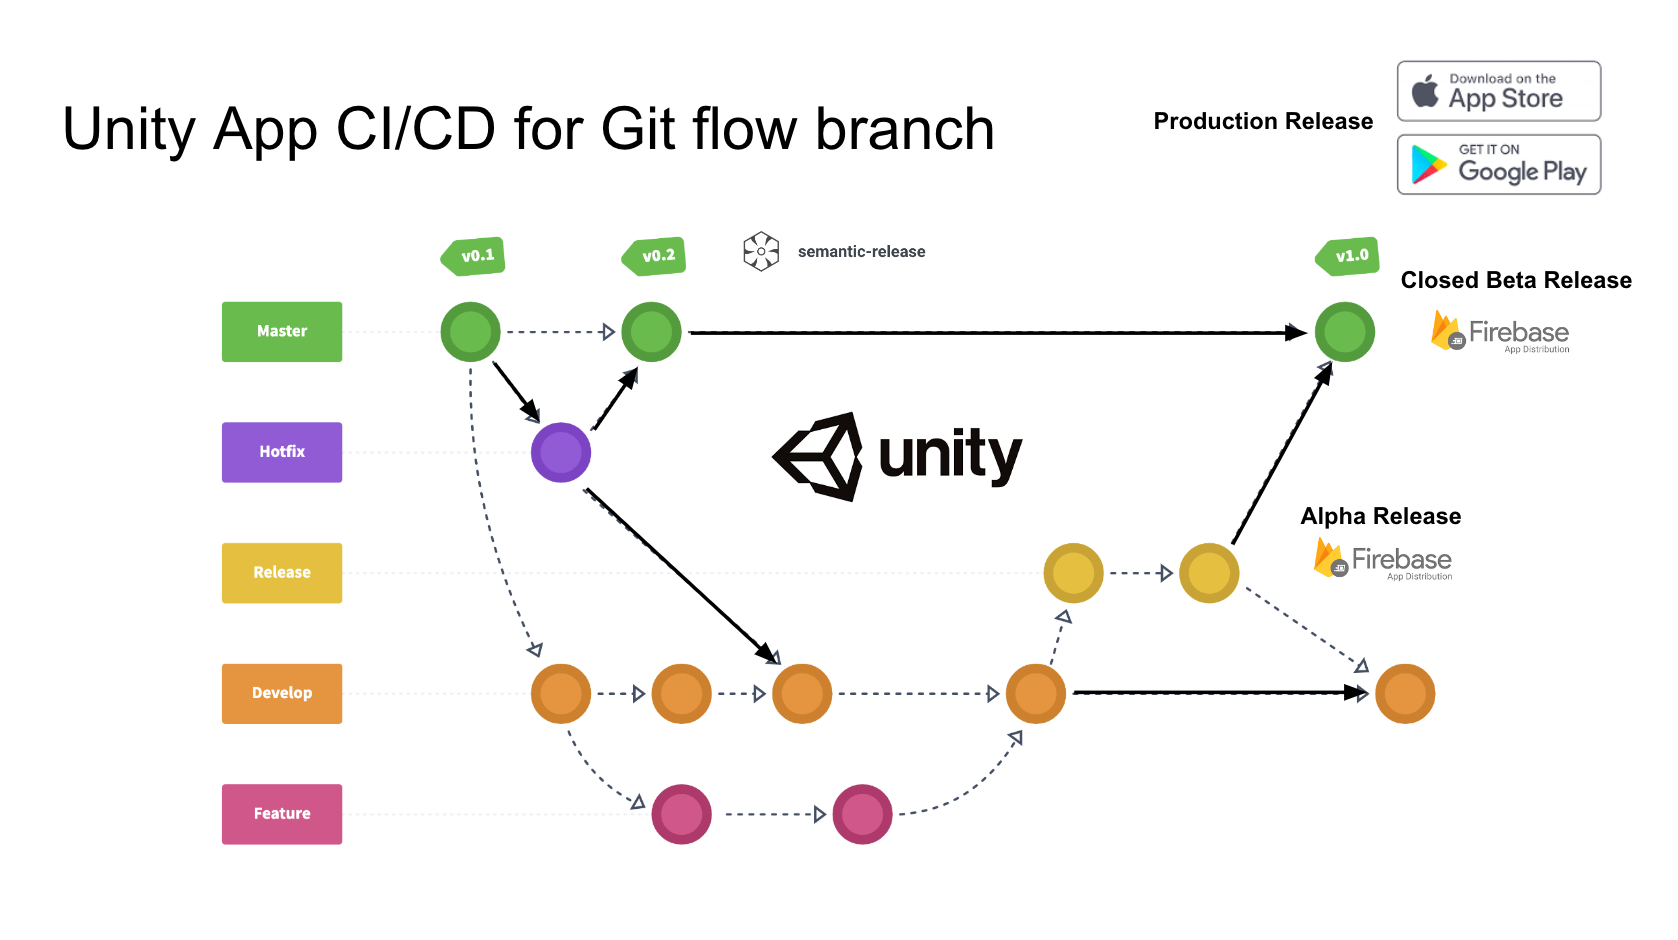 Unity App CI/CD for Git flow branch
Production Release
Download on the
App Store
GET IT ON
Google Play
v0.1
v0.2
semantic-release
v1.0
Closed Beta Release
Master
Firebase
App Distribution
Hotfix
unity
Alpha Release
Release
Firebase
App Distribution
Develop
Feature